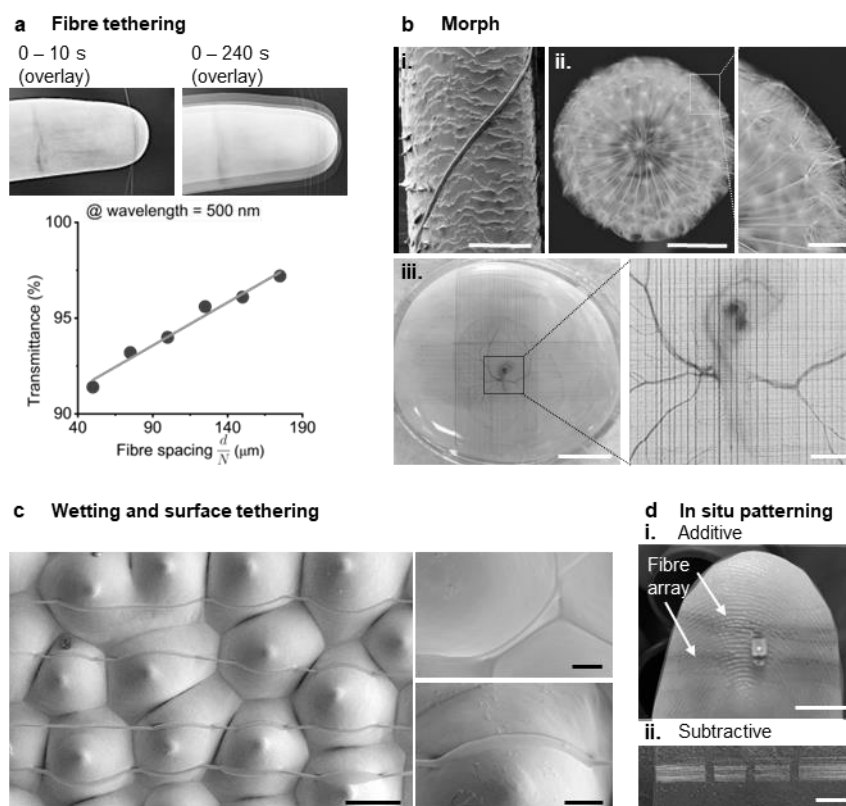 a Fibre tethering
0 – 10 s
(overlay)
0 – 240 s
(overlay)
@ wavelength = 500 nm
100
95
90
Transmittance (%)
40
90
140
190
Fibre spacing d/N (μm)
b Morph
i.
ii.
iii.
c Wetting and surface tethering
d In situ patterning
i. Additive
Fibre
array
ii. Subtractive